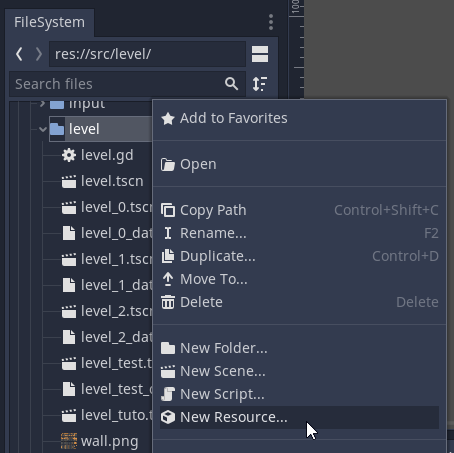 FileSystem
res://src/level/
Search files
input
level
level.gd
level.tscn
level_0.tscn
level_0_dat
level_1.tscn
level_1_dat
level_2.tscn
level_2_dat
level_test.t
level_test_
level_tuto.t
wall.png
Add to Favorites
Open
Copy Path Control+Shift+C
Rename... F2
Duplicate... Control+D
Move To...
Delete Delete
New Folder...
New Scene...
New Script...
New Resource...
100